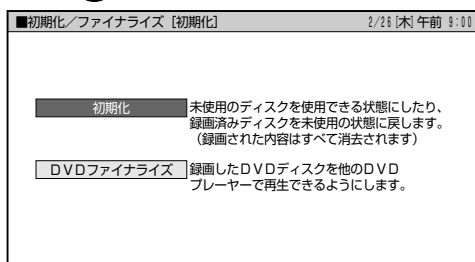 ■初期化／ファイナライズ［初期化］ 2/26[木]午前 9:00
初期化 未使用のディスクを使用できる状態にしたり、
録画済みディスクを未使用の状態に戻します。
（録画された内容はすべて消去されます）
ＤＶＤファイナライズ 録画したＤＶＤディスクを他のＤＶＤ
プレーヤーで再生できるようにします。